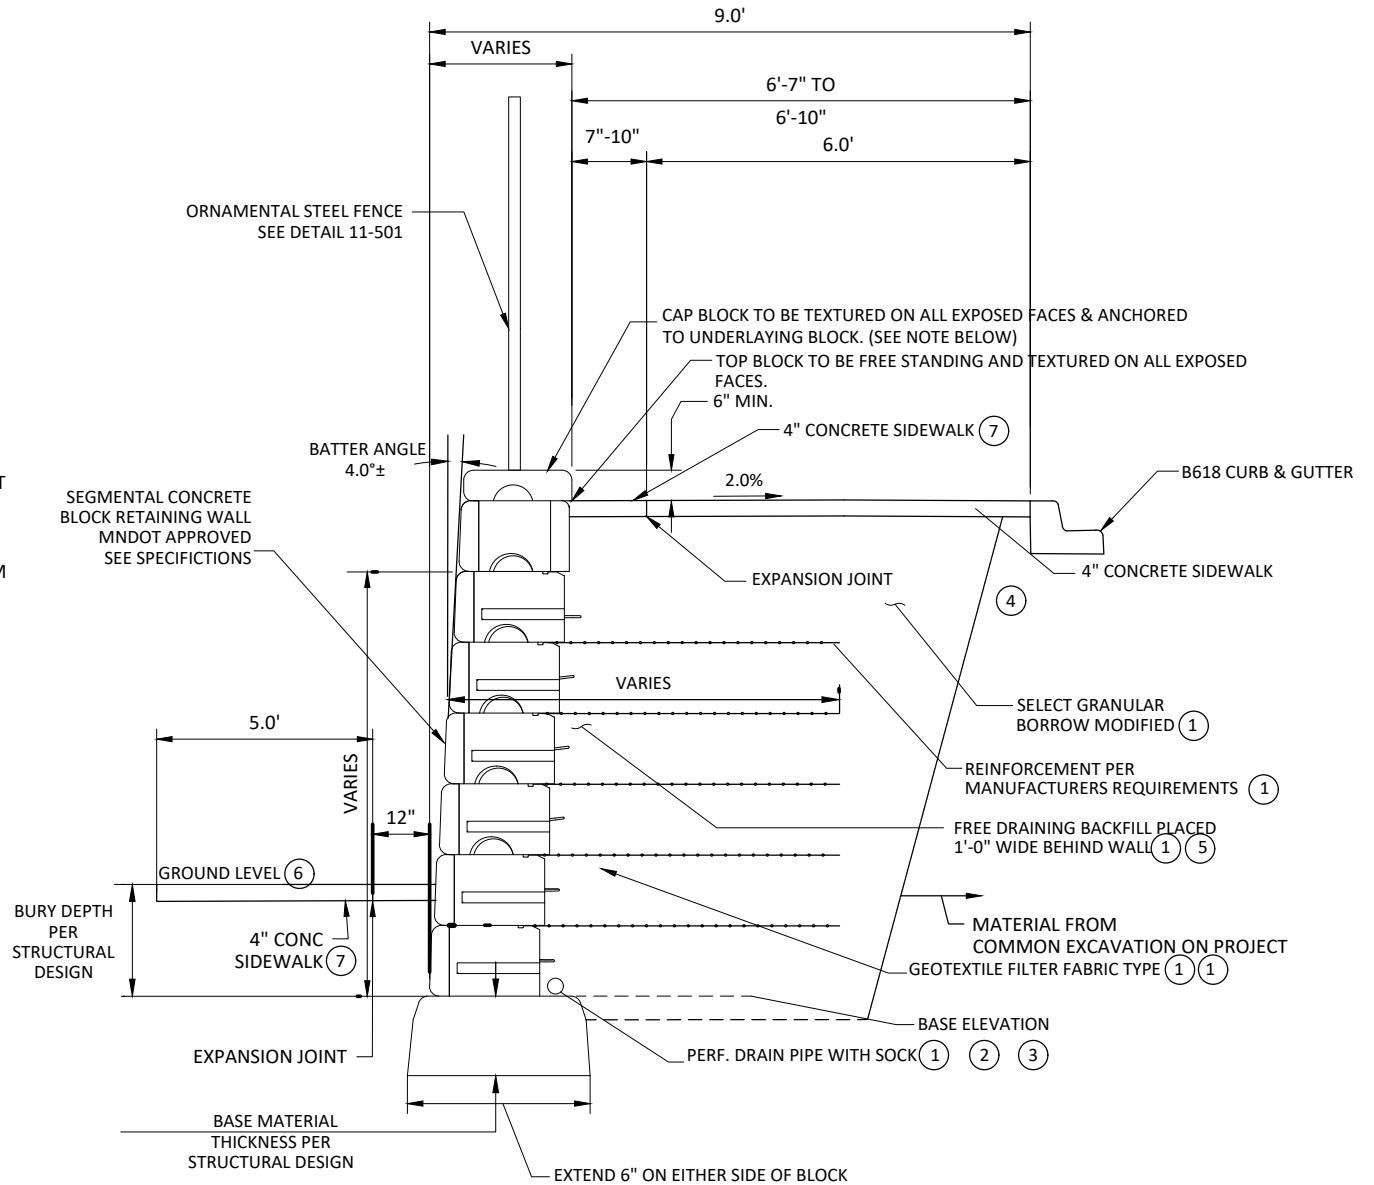 9.0'
VARIES
6'-7" TO
6'-10"
7"-10"
6.0'
ORNAMENTAL STEEL FENCE
SEE DETAIL 11-501
CAP BLOCK TO BE TEXTURED ON ALL EXPOSED FACES & ANCHORED
TO UNDERLAYING BLOCK. (SEE NOTE BELOW)
TOP BLOCK TO BE FREE STANDING AND TEXTURED ON ALL EXPOSED
FACES.
6" MIN.
4" CONCRETE SIDEWALK 7
BATTER ANGLE
4.0°±
2.0%
B618 CURB & GUTTER
T
SEGMENTAL CONCRETE
BLOCK RETAINING WALL
MNDOT APPROVED
SEE SPECIFICTIONS
M
EXPANSION JOINT
4" CONCRETE SIDEWALK
4
VARIES
SELECT GRANULAR
BORROW MODIFIED 1
5.0'
VARIES
REINFORCEMENT PER
MANUFACTURERS REQUIREMENTS 1
12"
FREE DRAINING BACKFILL PLACED
1'-0" WIDE BEHIND WALL 1 5
GROUND LEVEL 6
BURY DEPTH
PER
STRUCTURAL
DESIGN
4" CONC
SIDEWALK 7
MATERIAL FROM
COMMON EXCAVATION ON PROJECT
GEOTEXTILE FILTER FABRIC TYPE 1 1
BASE ELEVATION
EXPANSION JOINT
PERF. DRAIN PIPE WITH SOCK 1 2 3
BASE MATERIAL
THICKNESS PER
STRUCTURAL DESIGN
EXTEND 6" ON EITHER SIDE OF BLOCK